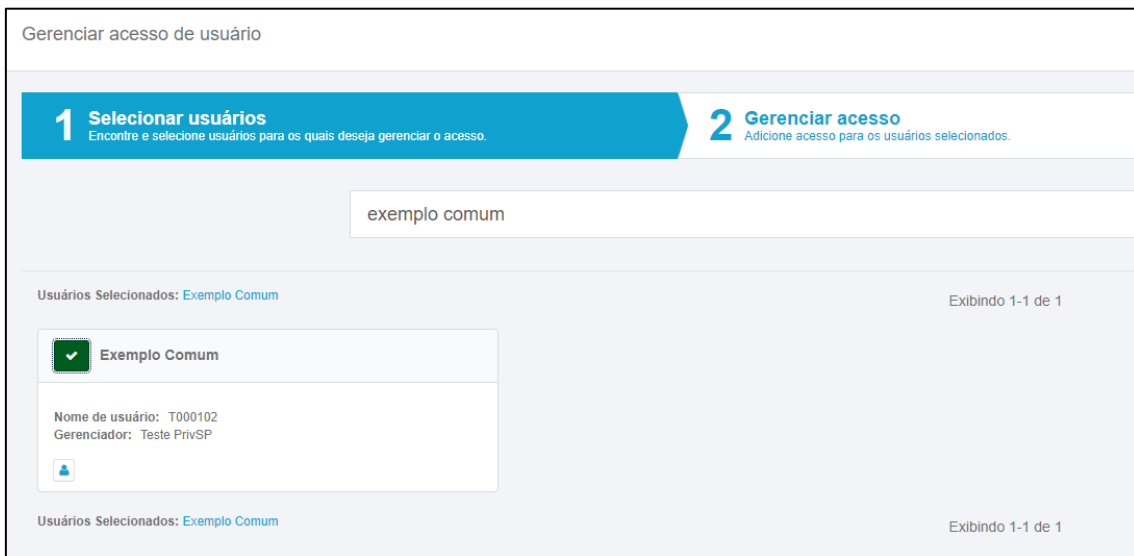 Gerenciar acesso de usuário
1 Selecionar usuários
Encontre e selecione usuários para os quais deseja gerenciar o acesso.
2 Gerenciar acesso
Adicione acesso para os usuários selecionados.
exemplo comum
Usuários Selecionados: Exemplo Comum
Exibindo 1-1 de 1
Exemplo Comum
Nome de usuário: T000102
Gerenciador: Teste PrivSP
Usuários Selecionados: Exemplo Comum
Exibindo 1-1 de 1